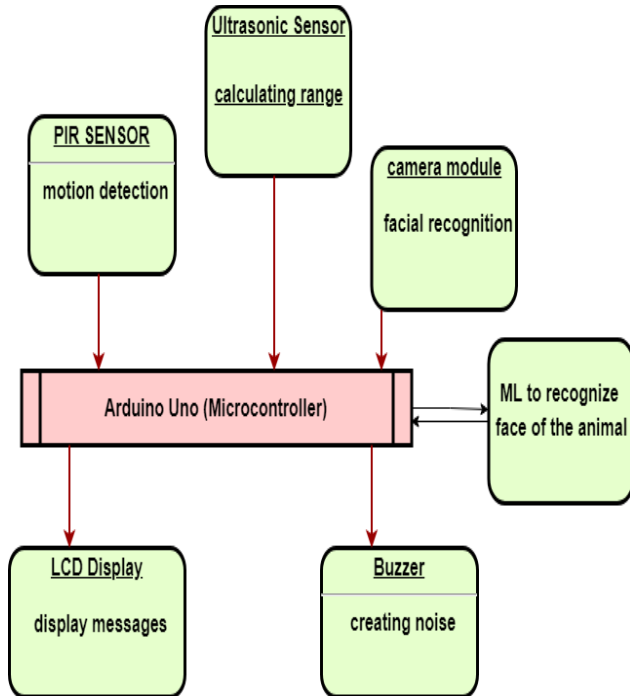 Ultrasonic Sensor
calculating range
PIR SENSOR
motion detection
camera module
facial recognition
Arduino Uno (Microcontroller)
ML to recognize
face of the animal
LCD Display
display messages
Buzzer
creating noise